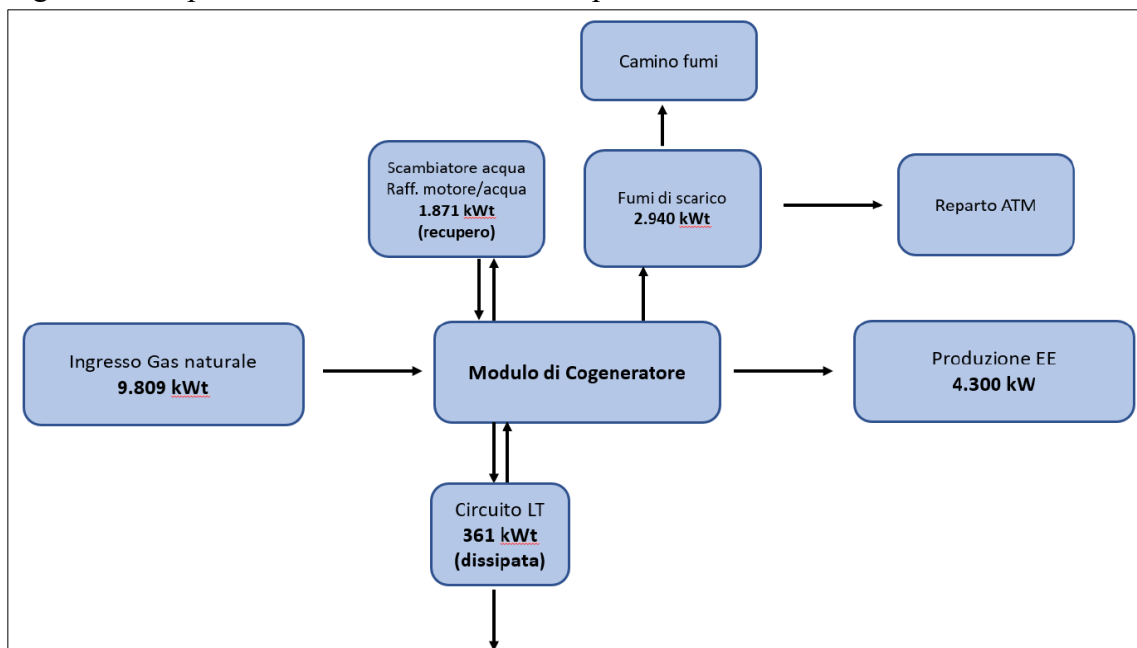 Camino fumi
Scambiatore acqua
Raff. motore/acqua
1.871 kWt
(recupero)
Fumi di scarico
2.940 kWt
Reparto ATM
Ingresso Gas naturale
9.809 kWt
Modulo di Cogeneratore
Produzione EE
4.300 kW
Circuito LT
361 kWt
(dissipata)